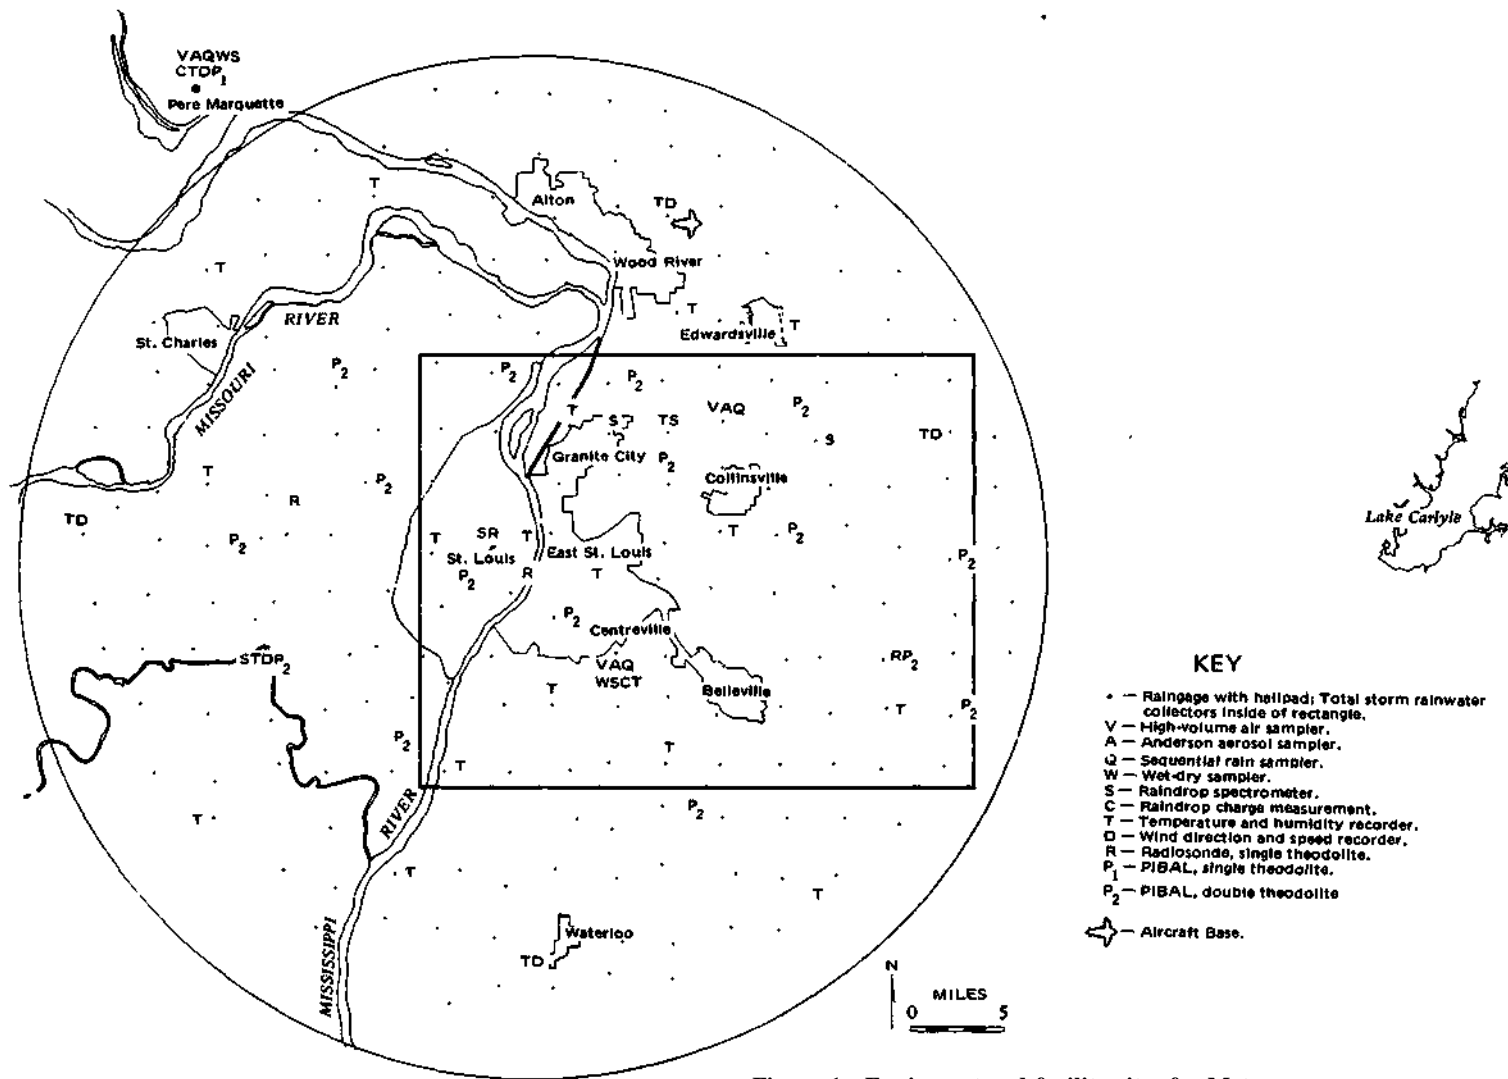 VAQWS
CTDP1
Pere Marquette
T
Alton
TD
Wood River
T
T
Edwardsville
T
RIVER
St. Charles
MISSOURI
P2
P2
P2
T
S
TS
VAQ
P2
S
TD
Granite City
P2
Collinsville
T
P2
R
TD
P2
T
SR
St. Louis
T
East St. Louis
T
P2
P2
P2
R
T
P2
Centreville
STDP2
VAQ
WSCT
T
Belleville
RP2
T
P2
P2
T
T
RIVER
P2
T
T
T
MISSISSIPPI
Waterloo
TD
N
MILES
0 5
Lake Carlyle
KEY
• — Raingage with hailpad; Total storm rainwater
collectors inside of rectangle.
V — High-volume air sampler.
A — Anderson aerosol sampler.
Q — Sequential rain sampler.
W — Wet-dry sampler.
S — Raindrop spectrometer.
C — Raindrop charge measurement.
T — Temperature and humidity recorder.
D — Wind direction and speed recorder.
R — Radiosonde, single theodolite.
P1 — PIBAL, single theodolite.
P2 — PIBAL, double theodolite
— Aircraft Base.